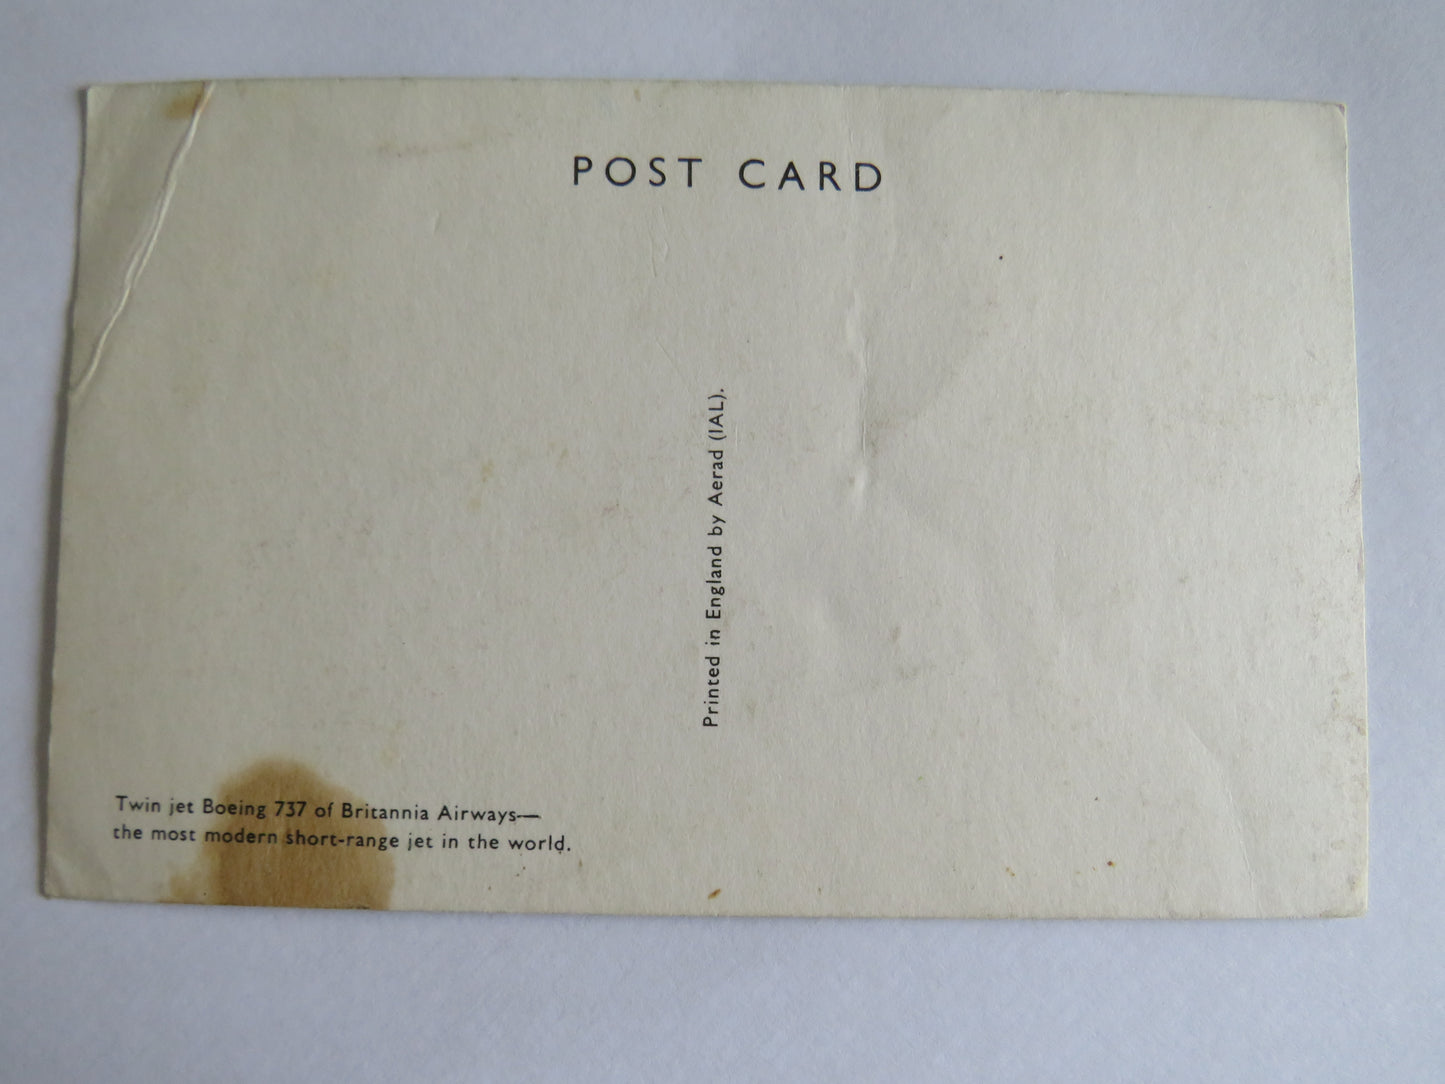 POST CARD
Printed in England by Aerad (IAL).
Twin jet Boeing 737 of Britannia Airways—
the most modern short-range jet in the world.